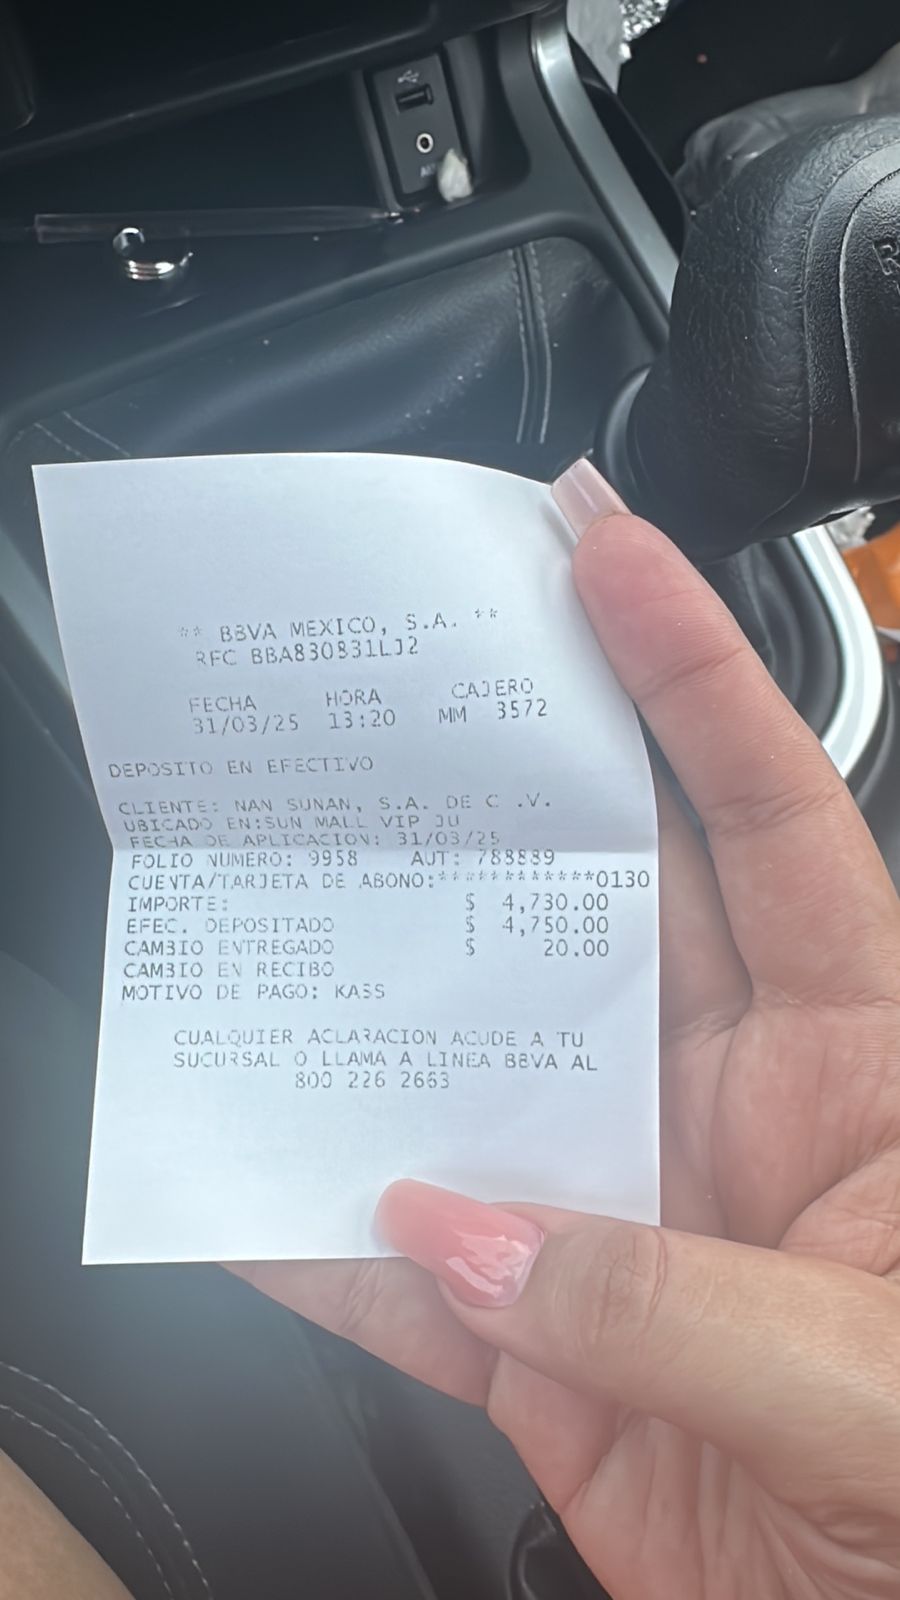 ** BBVA MEXICO, S.A. **
RFC BBA830831LJ2
FECHA HORA CAJERO
31/03/25 13:20 MM 3572
DEPOSITO EN EFECTIVO
CLIENTE: NAN SUNAN, S.A. DE C .V.
UBICADO EN:SUN MALL VIP JU
FECHA DE APLICACION: 31/03/25
FOLIO NUMERO: 9958 AUT: 788889
CUENTA/TARJETA DE ABONO:************0130
IMPORTE: $ 4,730.00
EFEC. DEPOSITADO $ 4,750.00
CAMBIO ENTREGADO $ 20.00
CAMBIO EN RECIBO
MOTIVO DE PAGO: KASS
CUALQUIER ACLARACION ACUDE A TU
SUCURSAL O LLAMA A LINEA BBVA AL
800 226 2663